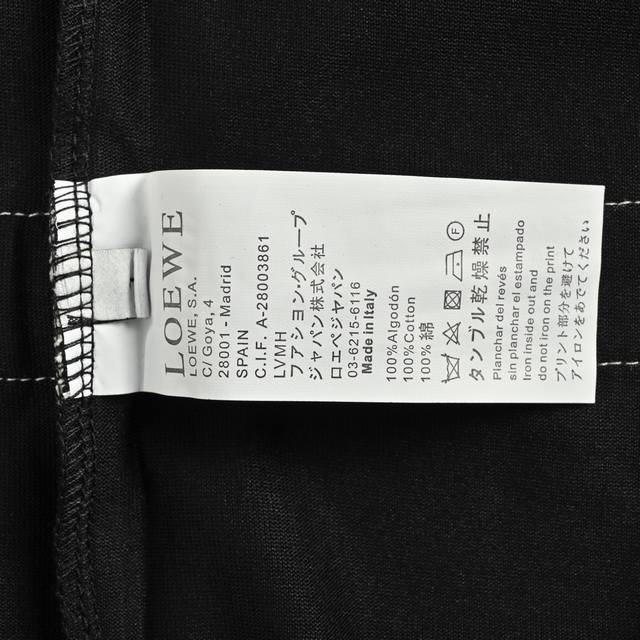 LOEWE
LOEWE, S.A.
C/ Goya, 4
28001 - Madrid
SPAIN
C.I.F. A-28003861
LVMH
フアション·グループ
ジャパン株式会社
ロエベジャパン
03-6215-6116
Made in Italy
100%Algodón
100%Cotton
100% 綿
F
タンブル乾燥禁止
Planchar del revés
sin planchar el estampado
Iron inside out and
do not iron on the print
プリント部分を避けて
アイロンをあでてください